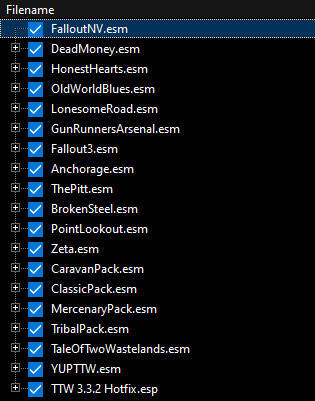 Filename
FalloutNV.esm
DeadMoney.esm
HonestHearts.esm
OldWorldBlues.esm
LonesomeRoad.esm
GunRunnersArsenal.esm
Fallout3.esm
Anchorage.esm
ThePitt.esm
BrokenSteel.esm
PointLookout.esm
Zeta.esm
CaravanPack.esm
ClassicPack.esm
MercenaryPack.esm
TribalPack.esm
TaleOfTwoWastelands.esm
YUPTTW.esm
TTW 3.3.2 Hotfix.esp